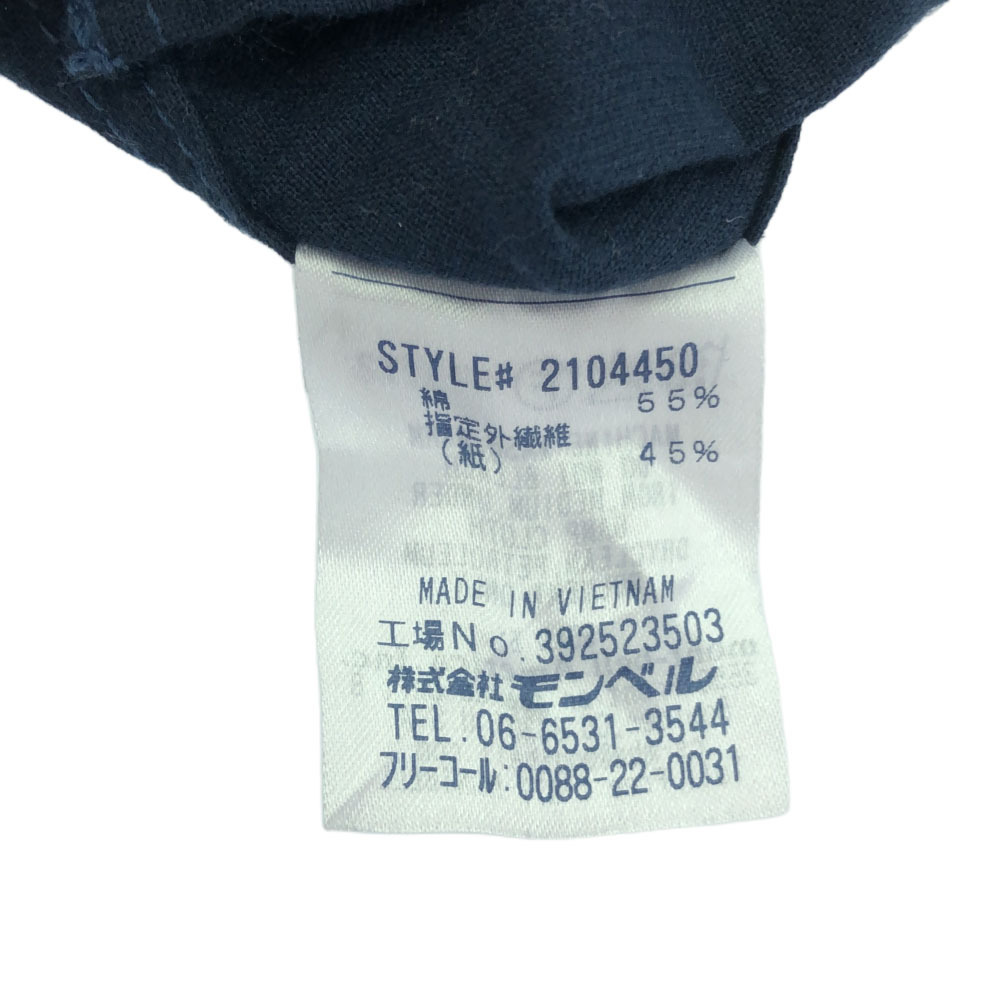 STYLE# 2104450
綿 55%
指定外繊維
(紙) 45%
MADE IN VIETNAM
工場No.392523503
株式会社モンベル
TEL.06-6531-3544
フリーコール:0088-22-0031